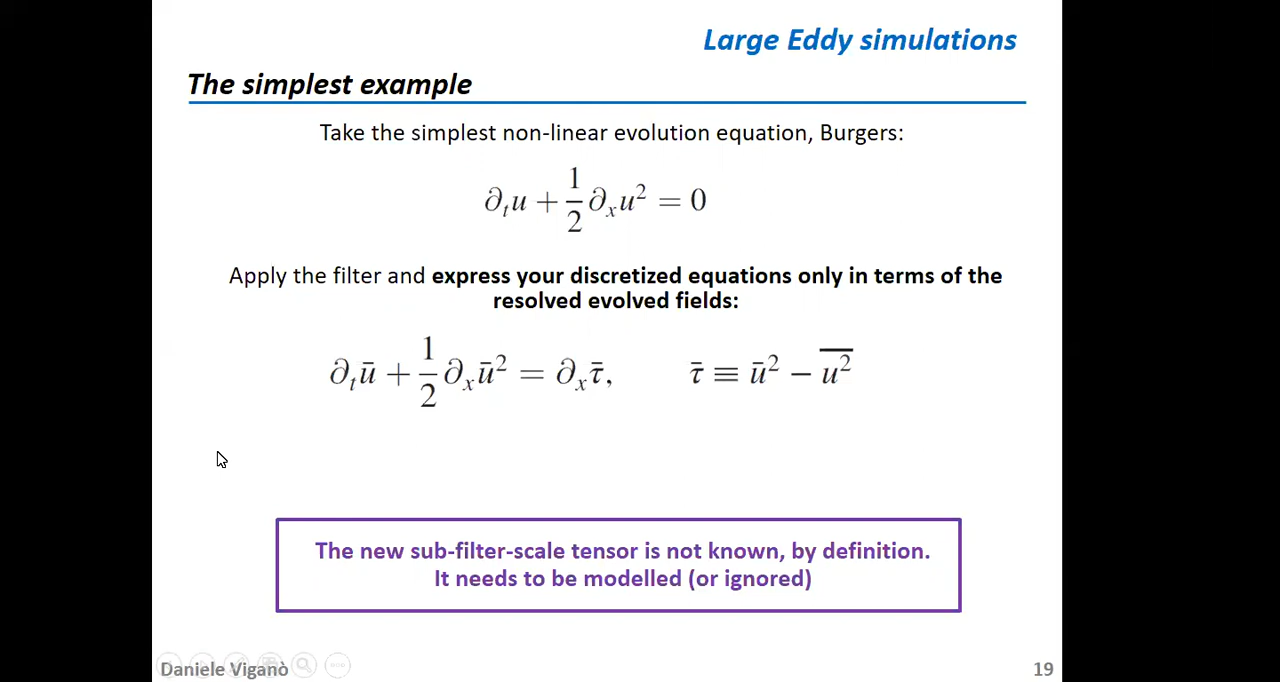 Large Eddy simulations
The simplest example
Take the simplest non-linear evolution equation, Burgers:
∂ₜu + 1/2 ∂ₓu² = 0
Apply the filter and express your discretized equations only in terms of the
resolved evolved fields:
∂ₜū + 1/2 ∂ₓū² = ∂ₓτ̄,  τ̄ ≡ ū² − \overline{u²}
The new sub-filter-scale tensor is not known, by definition.
It needs to be modelled (or ignored)
Daniele Viganò
19